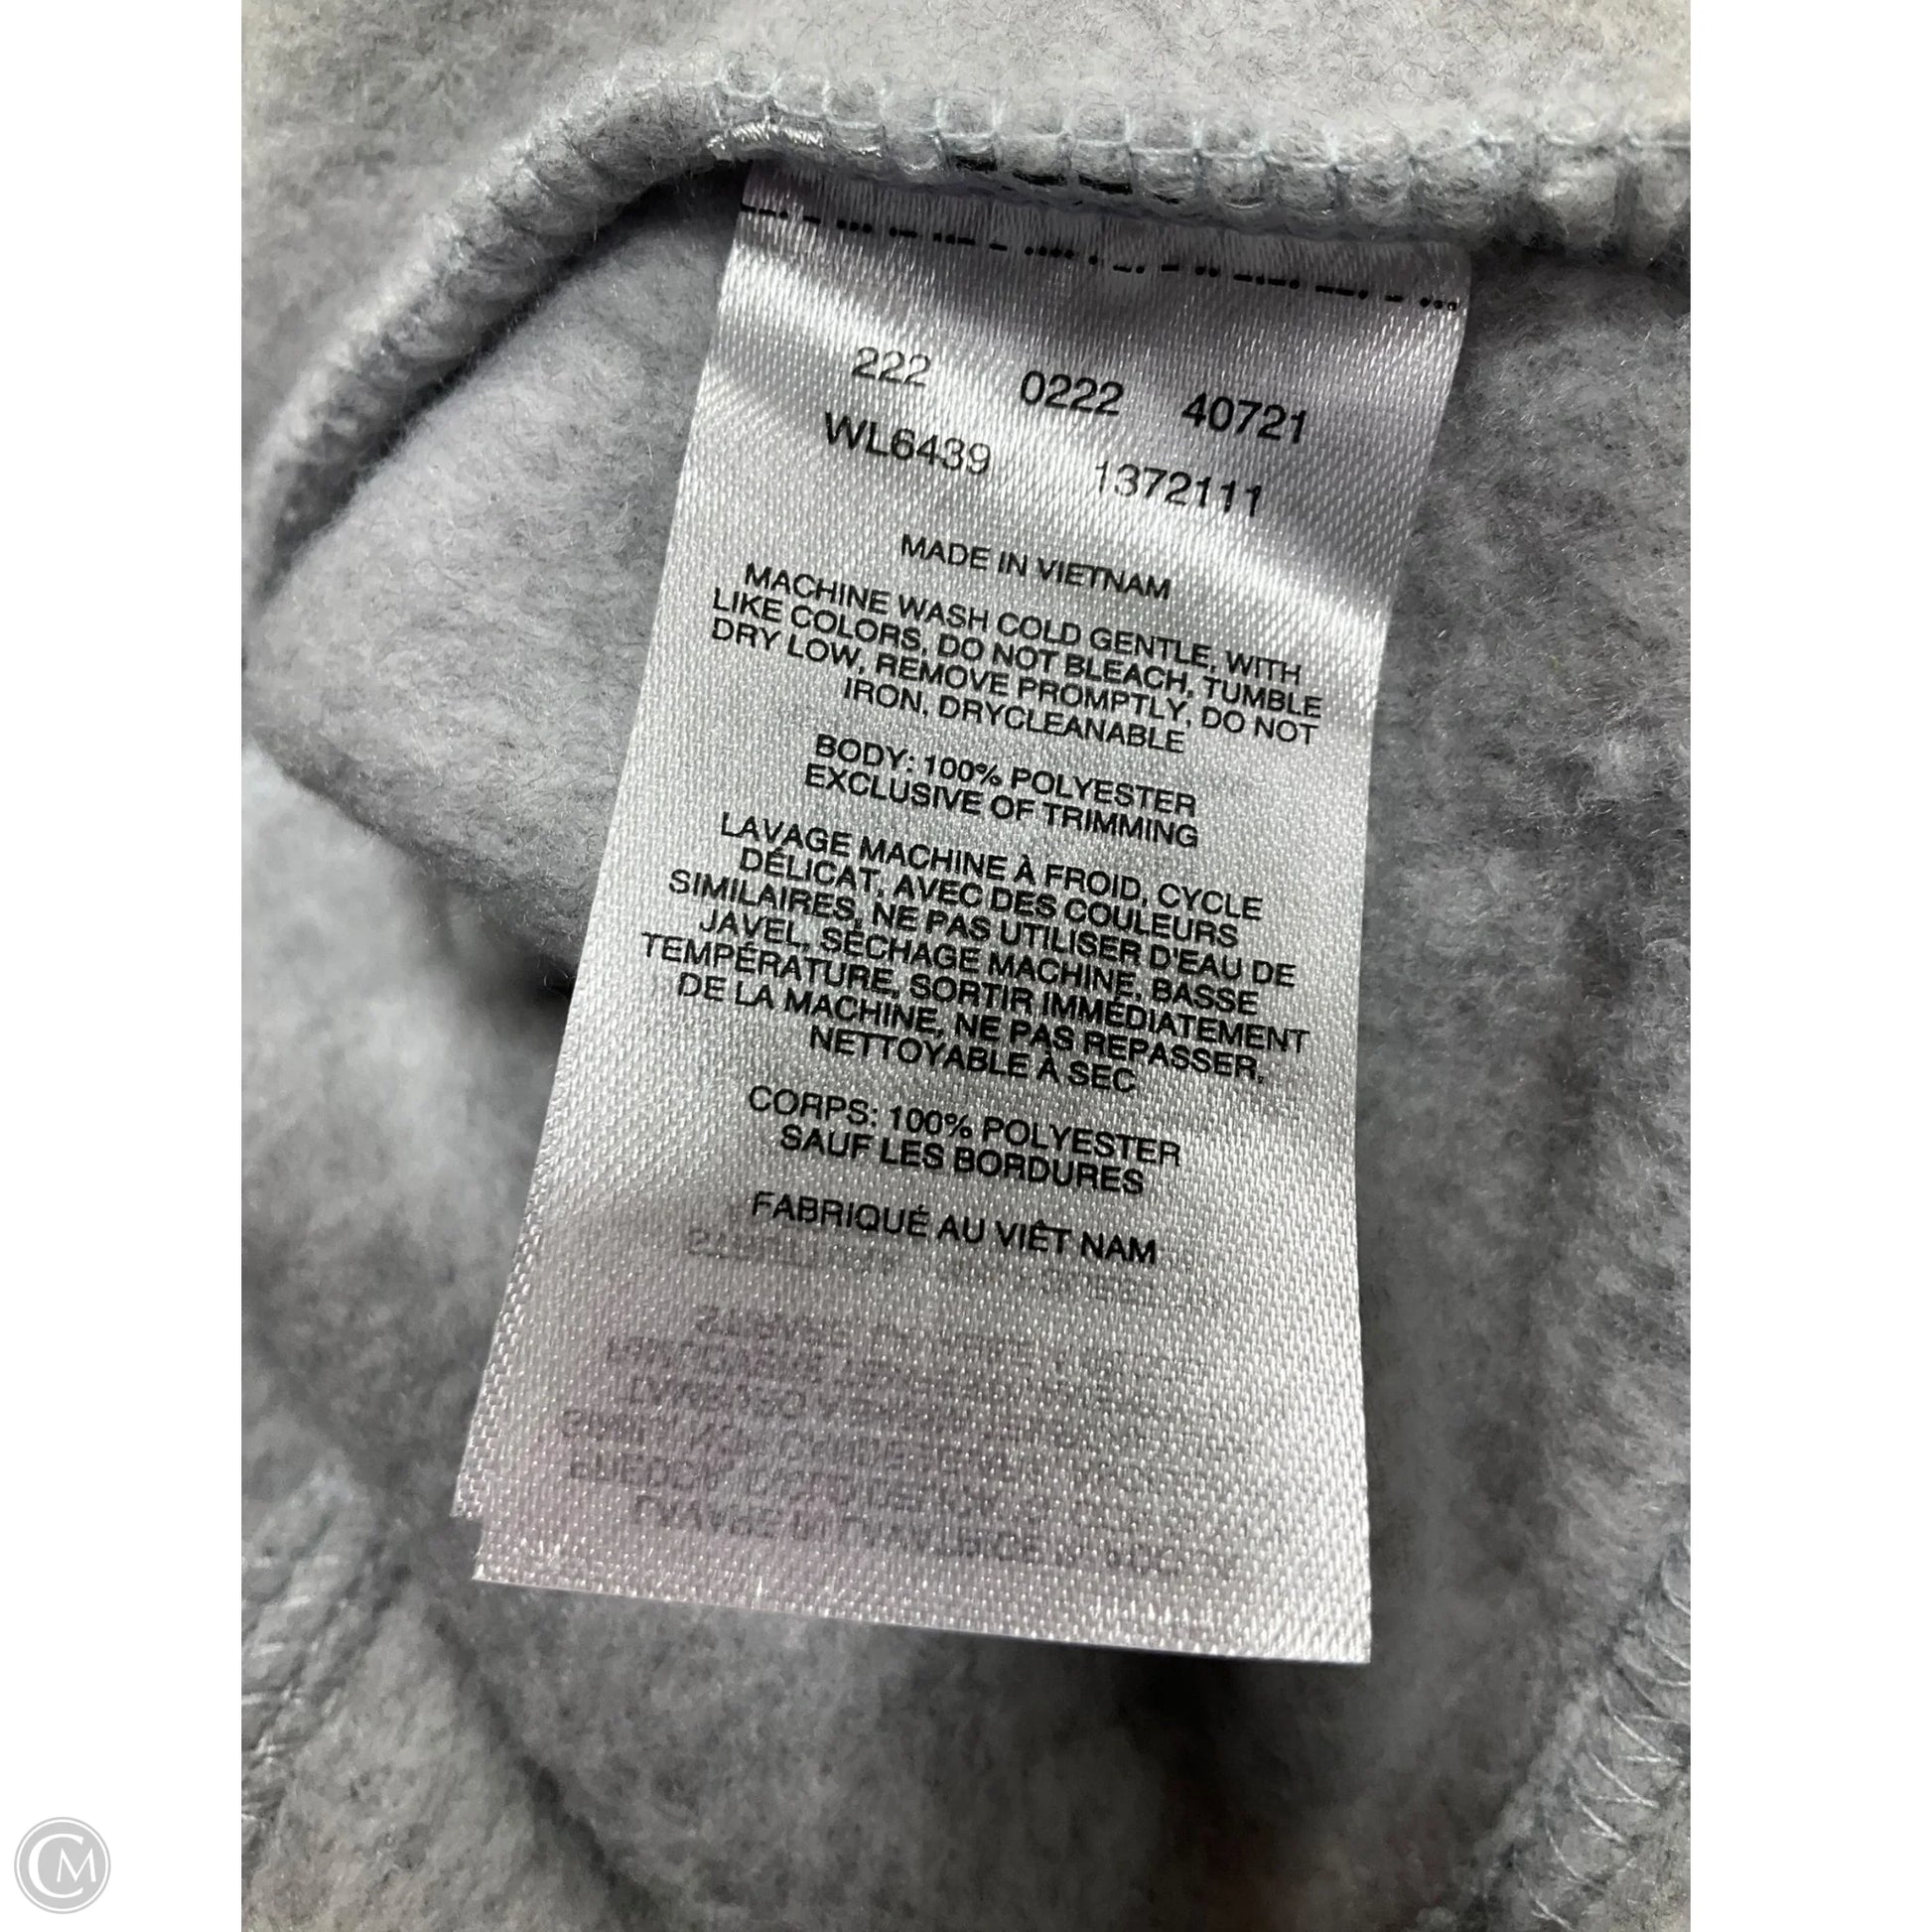 222 0222 40721
WL6439 1372111
MADE IN VIETNAM
MACHINE WASH COLD GENTLE, WITH
LIKE COLORS, DO NOT BLEACH, TUMBLE
DRY LOW, REMOVE PROMPTLY, DO NOT
IRON, DRYCLEANABLE
BODY: 100% POLYESTER
EXCLUSIVE OF TRIMMING
LAVAGE MACHINE À FROID, CYCLE
DÉLICAT, AVEC DES COULEURS
SIMILAIRES, NE PAS UTILISER D'EAU DE
JAVEL, SÉCHAGE MACHINE, BASSE
TEMPÉRATURE, SORTIR IMMÉDIATEMENT
DE LA MACHINE, NE PAS REPASSER,
NETTOYABLE À SEC
CORPS: 100% POLYESTER
SAUF LES BORDURES
FABRIQUÉ AU VIÊT NAM
CM